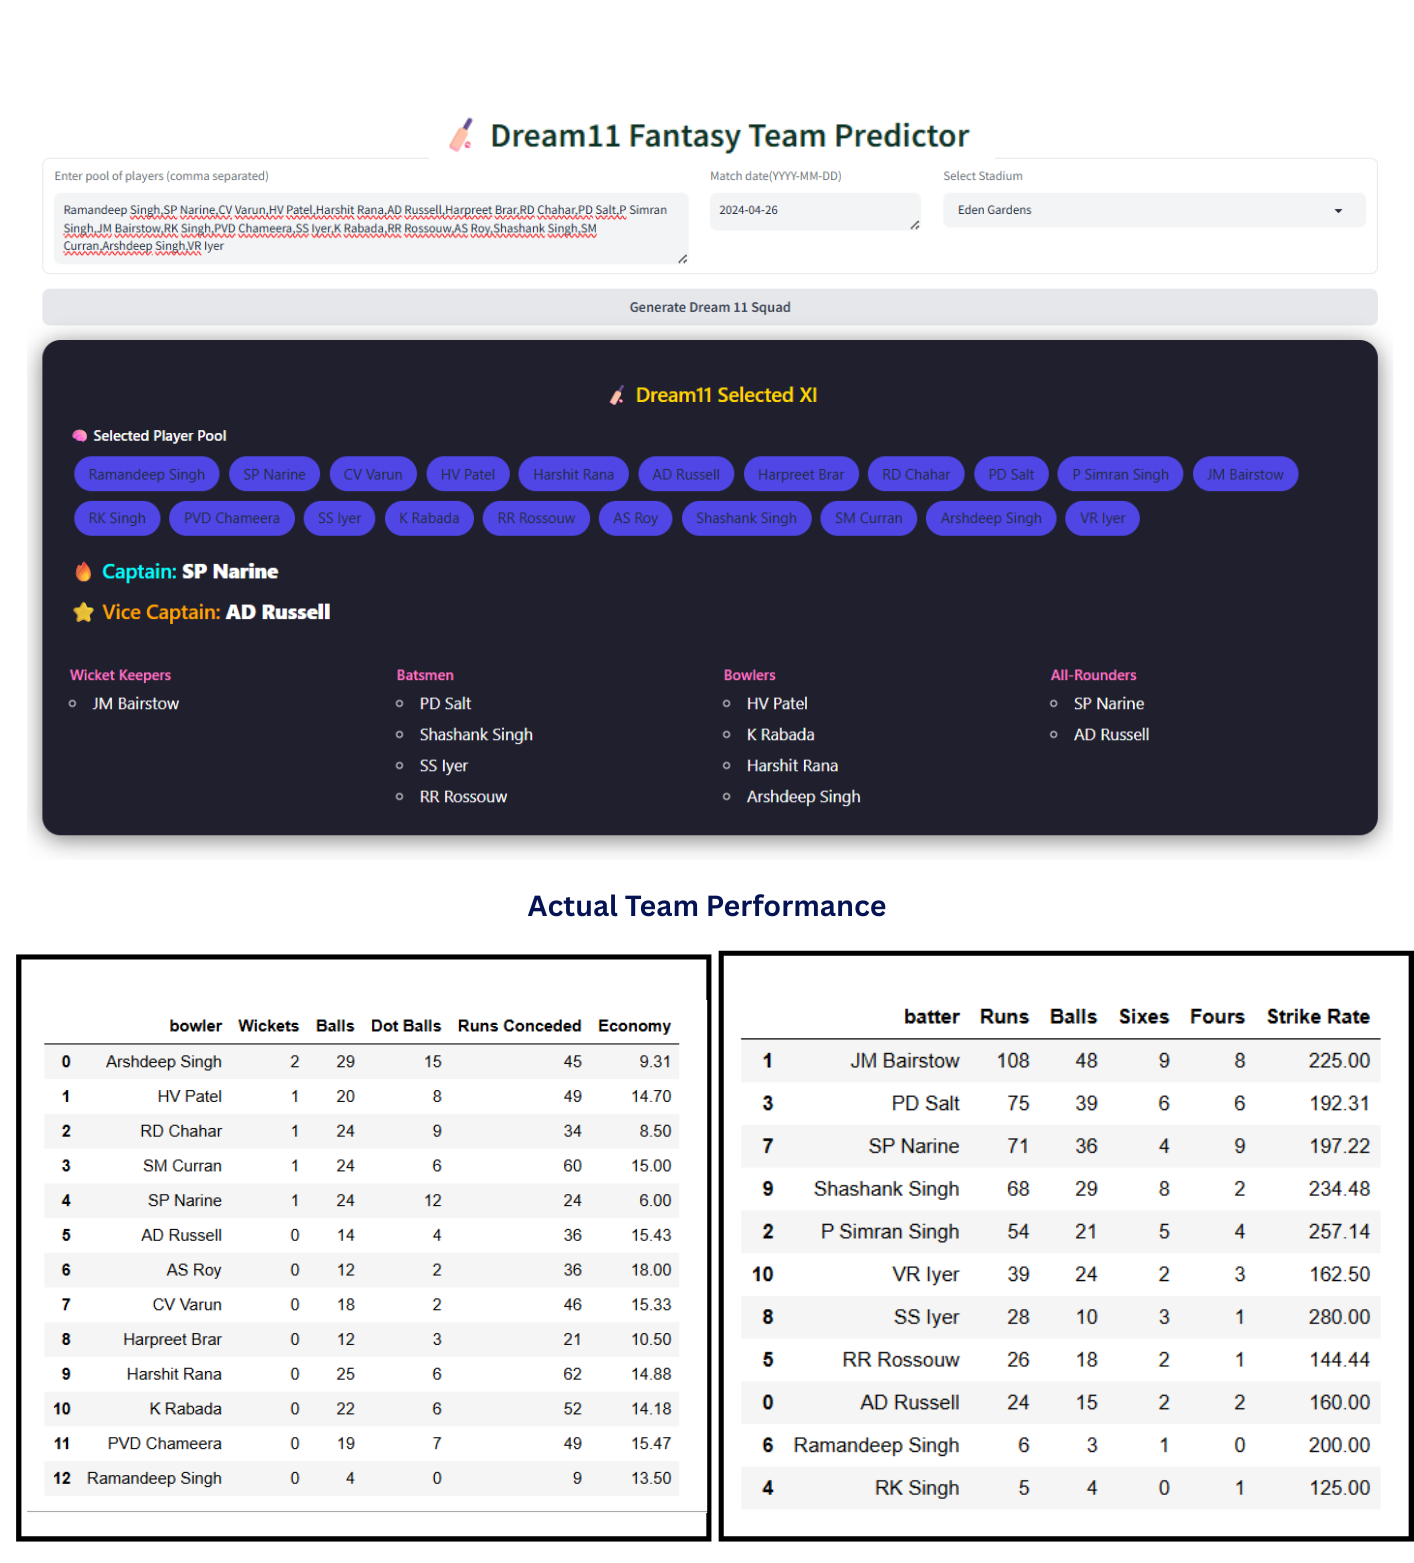 Dream11 Fantasy Team Predictor
Enter pool of players (comma separated)
Match date(YYYY-MM-DD)
Select Stadium
Ramandeep Singh,SP Narine,CV Varun,HV Patel,Harshit Rana,AD Russell,Harpreet Brar,RD Chahar,PD Salt,P Simran
Singh,JM Bairstow,RK Singh,PVD Chameera,SS Iyer,K Rabada,RR Rossouw,AS Roy,Shashank Singh,SM
Curran,Arshdeep Singh,VR Iyer
2024-04-26
Eden Gardens
Generate Dream 11 Squad
Dream11 Selected XI
Selected Player Pool
Ramandeep Singh SP Narine CV Varun HV Patel Harshit Rana AD Russell Harpreet Brar RD Chahar PD Salt P Simran Singh JM Bairstow
RK Singh PVD Chameera SS Iyer K Rabada RR Rossouw AS Roy Shashank Singh SM Curran Arshdeep Singh VR Iyer
Captain: SP Narine
Vice Captain: AD Russell
Wicket Keepers
JM Bairstow
Batsmen
PD Salt
Shashank Singh
SS Iyer
RR Rossouw
Bowlers
HV Patel
K Rabada
Harshit Rana
Arshdeep Singh
All-Rounders
SP Narine
AD Russell
Actual Team Performance
bowler Wickets Balls Dot Balls Runs Conceded Economy
0 Arshdeep Singh 2 29 15 45 9.31
1 HV Patel 1 20 8 49 14.70
2 RD Chahar 1 24 9 34 8.50
3 SM Curran 1 24 6 60 15.00
4 SP Narine 1 24 12 24 6.00
5 AD Russell 0 14 4 36 15.43
6 AS Roy 0 12 2 36 18.00
7 CV Varun 0 18 2 46 15.33
8 Harpreet Brar 0 12 3 21 10.50
9 Harshit Rana 0 25 6 62 14.88
10 K Rabada 0 22 6 52 14.18
11 PVD Chameera 0 19 7 49 15.47
12 Ramandeep Singh 0 4 0 9 13.50
batter Runs Balls Sixes Fours Strike Rate
1 JM Bairstow 108 48 9 8 225.00
3 PD Salt 75 39 6 6 192.31
7 SP Narine 71 36 4 9 197.22
9 Shashank Singh 68 29 8 2 234.48
2 P Simran Singh 54 21 5 4 257.14
10 VR Iyer 39 24 2 3 162.50
8 SS Iyer 28 10 3 1 280.00
5 RR Rossouw 26 18 2 1 144.44
0 AD Russell 24 15 2 2 160.00
6 Ramandeep Singh 6 3 1 0 200.00
4 RK Singh 5 4 0 1 125.00